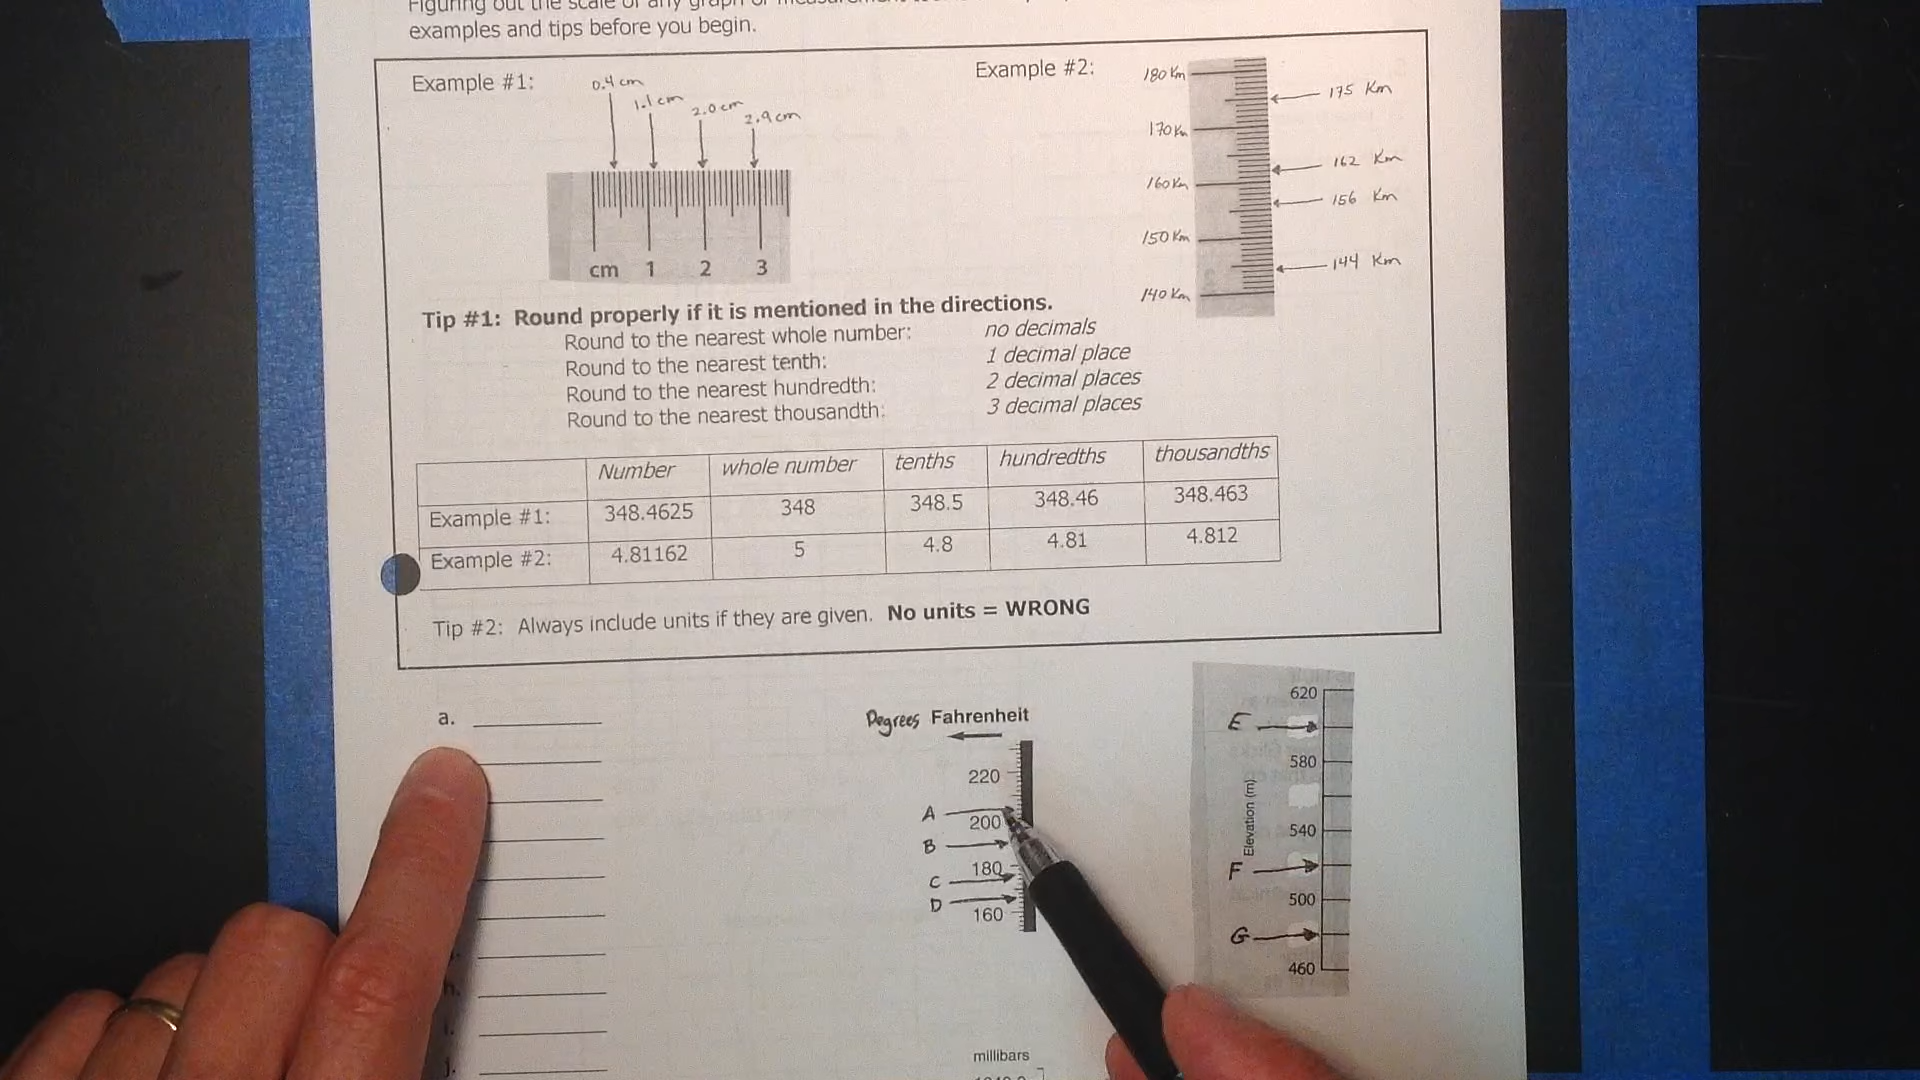 examples and tips before you begin.
Example #1:
0.4 cm
1.1 cm
2.0 cm
2.9 cm
cm 1 2 3
Example #2:
180 Km
170 Km
160 Km
150 Km
140 Km
175 Km
162 Km
156 Km
144 Km
Tip #1: Round properly if it is mentioned in the directions.
Round to the nearest whole number: no decimals
Round to the nearest tenth: 1 decimal place
Round to the nearest hundredth: 2 decimal places
Round to the nearest thousandth: 3 decimal places
Number whole number tenths hundredths thousandths
Example #1: 348.4625 348 348.5 348.46 348.463
Example #2: 4.81162 5 4.8 4.81 4.812
Tip #2: Always include units if they are given. No units = WRONG
a.
h.
i.
j.
Degrees Fahrenheit
220
A
200
B
180
C
D
160
620
E
580
Elevation (m)
540
F
500
G
460
millibars